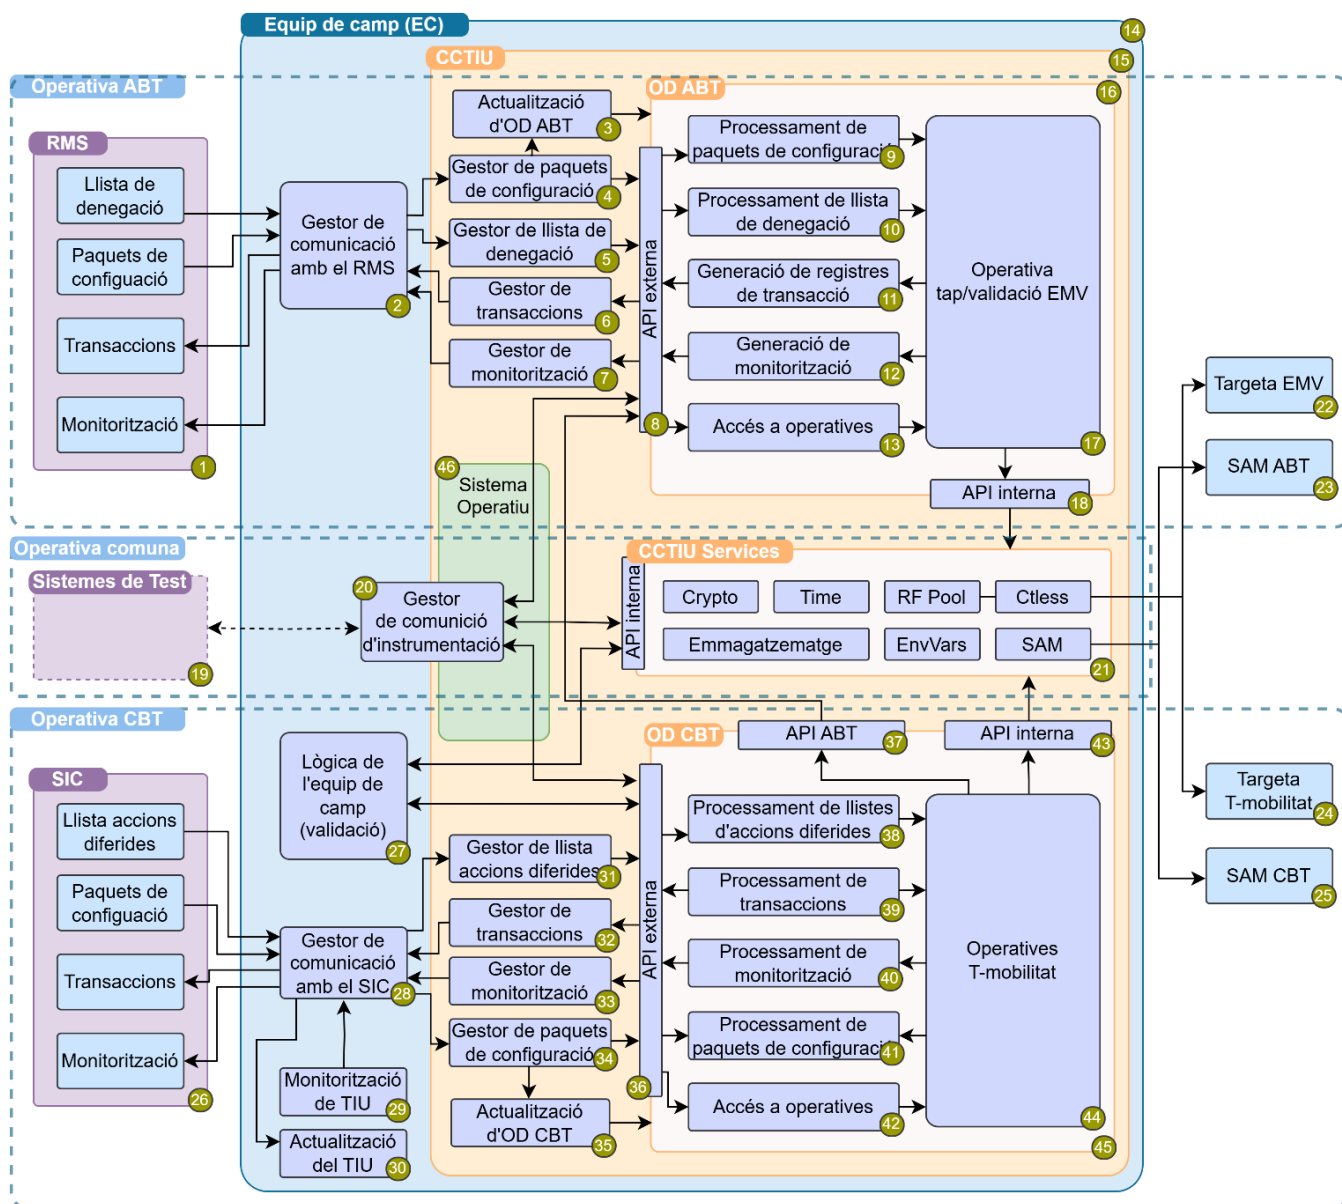 Equip de camp (EC)
14
CCTIU
15
Operativa ABT
OD ABT
16
RMS
Llista de
denegació
Paquets de
configuació
Transaccions
Monitorització
1
Gestor de
comunicació
amb el RMS
2
Actualització
d'OD ABT
3
Gestor de paquets
de configuració
4
Gestor de llista de
denegació
5
Gestor de
transaccions
6
Gestor de
monitorització
7
API externa
8
Processament de
paquets de configuració
9
Processament de llista
de denegació
10
Generació de registres
de transacció
11
Generació de
monitorització
12
Accés a operatives
13
Operativa
tap/validació EMV
17
API interna
18
Targeta EMV
22
SAM ABT
23
46
Sistema
Operatiu
Operativa comuna
Sistemes de Test
19
20
Gestor
de comunició
d'instrumentació
CCTIU Services
API interna
Crypto
Time
RF Pool
Ctless
Emmagatzematge
EnvVars
SAM
21
Operativa CBT
OD CBT
API ABT
37
API interna
43
SIC
Llista accions
diferides
Paquets de
configuació
Transaccions
Monitorització
26
Lògica de
l'equip de
camp
(validació)
27
Gestor de
comunicació
amb el SIC
28
Monitorització
de TIU
29
Actualització
del TIU
30
Gestor de llista
accions diferides
31
Gestor de
transaccions
32
Gestor de
monitorització
33
Gestor de paquets
de configuració
34
Actualització
d'OD CBT
35
API externa
36
Processament de llistes
d'accions diferides
38
Processament de
transaccions
39
Processament de
monitorització
40
Processament de
paquets de configuració
41
Accés a operatives
42
Operatives
T-mobilitat
44
45
Targeta
T-mobilitat
24
SAM CBT
25